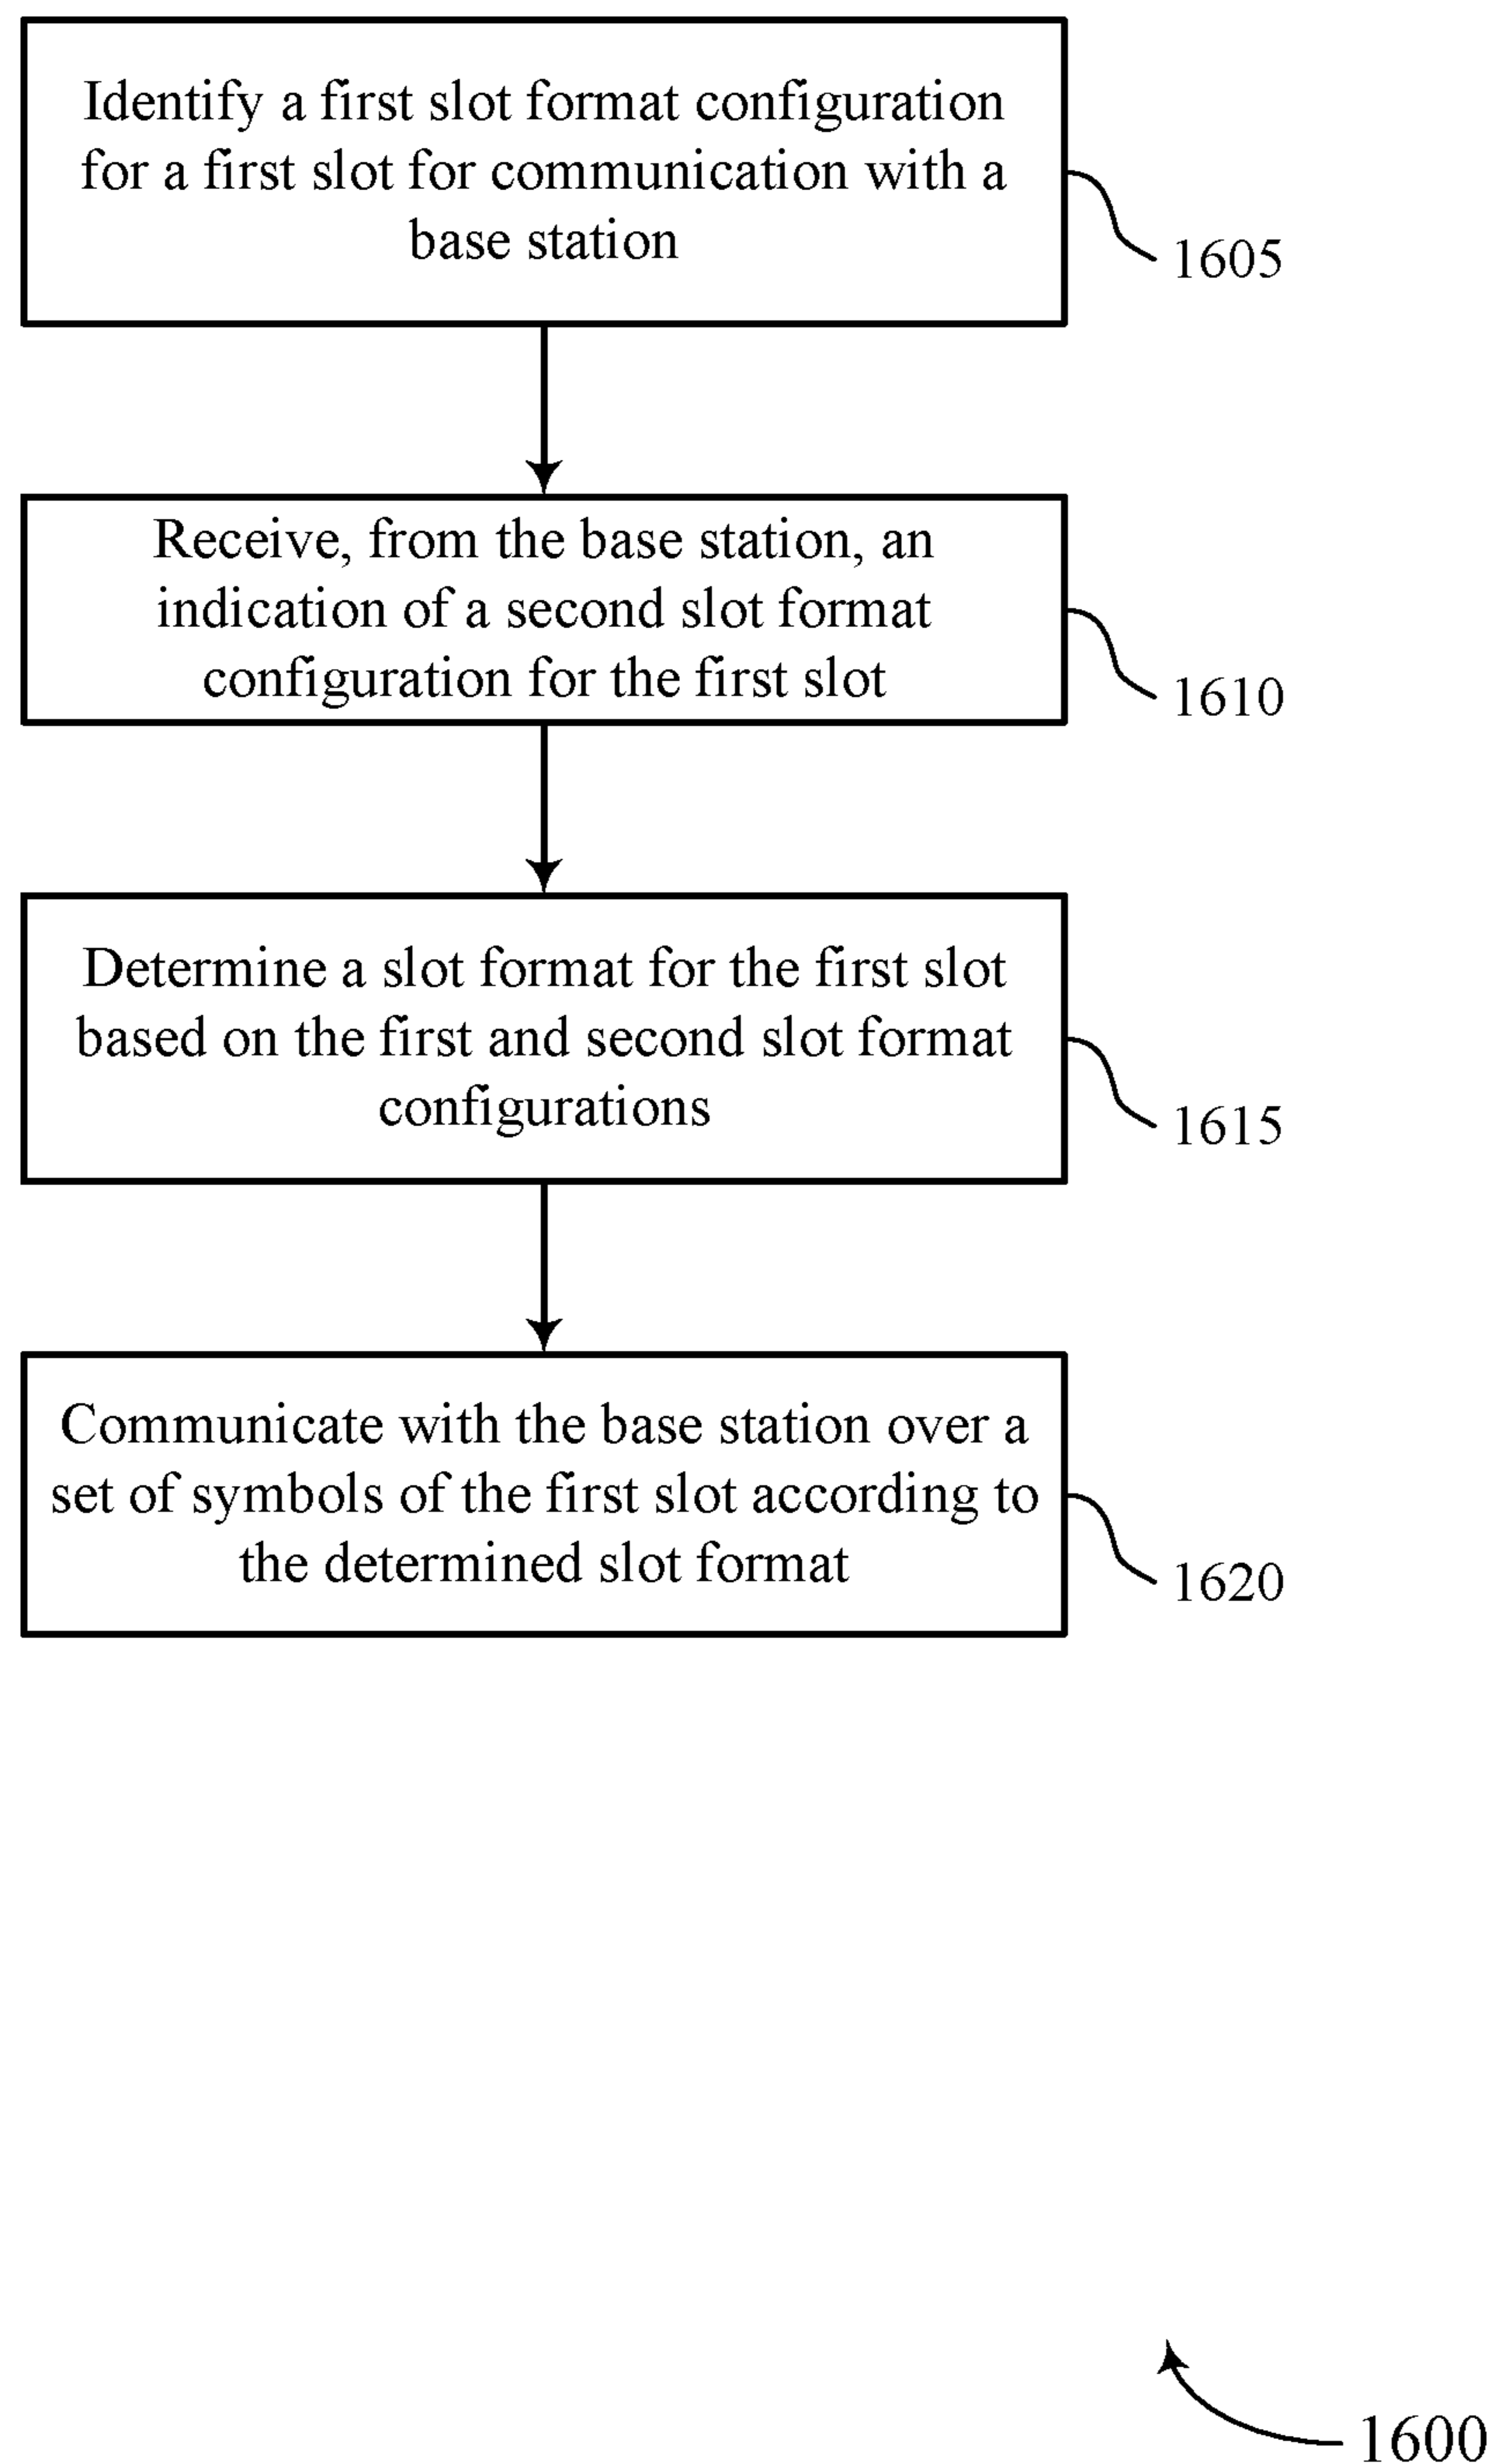 Identify a first slot format configuration
for a first slot for communication with a
base station
1605
Receive, from the base station, an
indication of a second slot format
configuration for the first slot
1610
Determine a slot format for the first slot
based on the first and second slot format
configurations
1615
Communicate with the base station over a
set of symbols of the first slot according to
the determined slot format
1620
1600